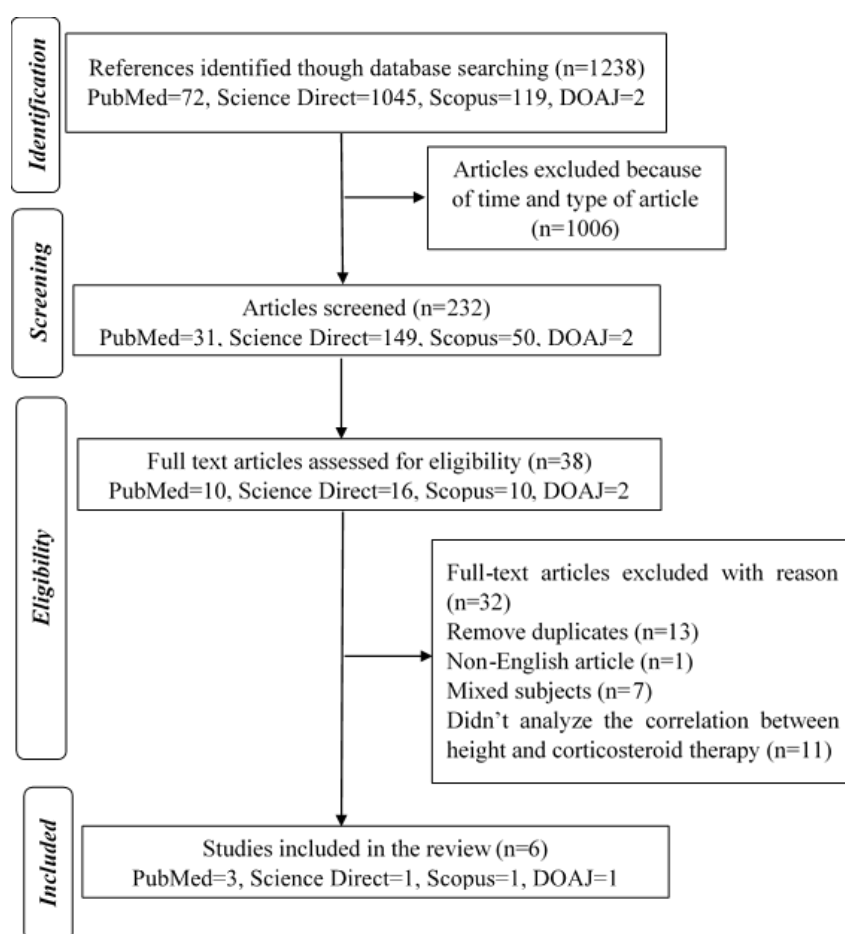 Identification
References identified though database searching (n=1238)
PubMed=72, Science Direct=1045, Scopus=119, DOAJ=2
Articles excluded because
of time and type of article
(n=1006)
Screening
Articles screened (n=232)
PubMed=31, Science Direct=149, Scopus=50, DOAJ=2
Eligibility
Full text articles assessed for eligibility (n=38)
PubMed=10, Science Direct=16, Scopus=10, DOAJ=2
Full-text articles excluded with reason
(n=32)
Remove duplicates (n=13)
Non-English article (n=1)
Mixed subjects (n=7)
Didn't analyze the correlation between
height and corticosteroid therapy (n=11)
Included
Studies included in the review (n=6)
PubMed=3, Science Direct=1, Scopus=1, DOAJ=1